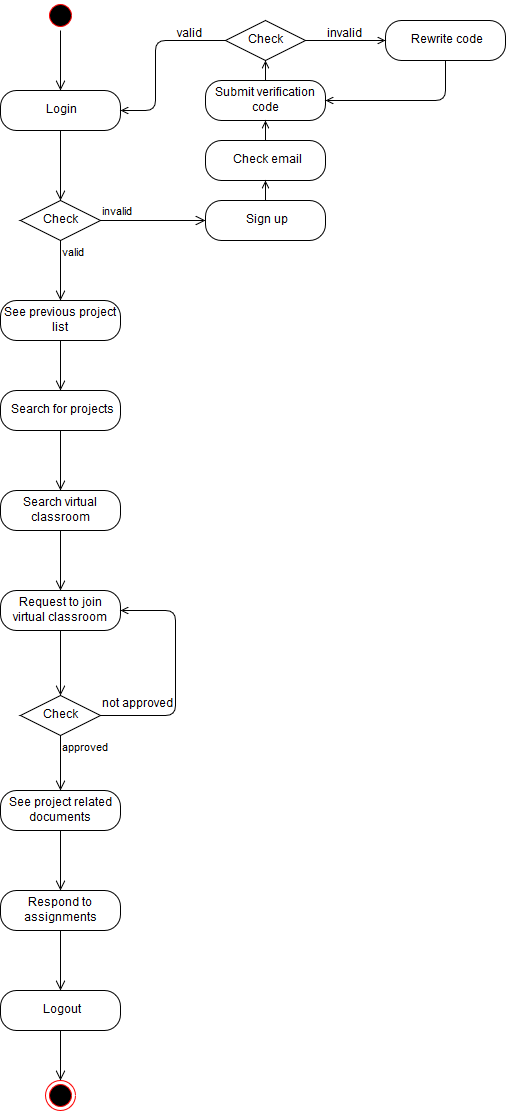 valid
Check
invalid
Rewrite code
Submit verification
code
Login
Check email
Check
invalid
Sign up
valid
See previous project
list
Search for projects
Search virtual
classroom
Request to join
virtual classroom
not approved
Check
approved
See project related
documents
Respond to
assignments
Logout